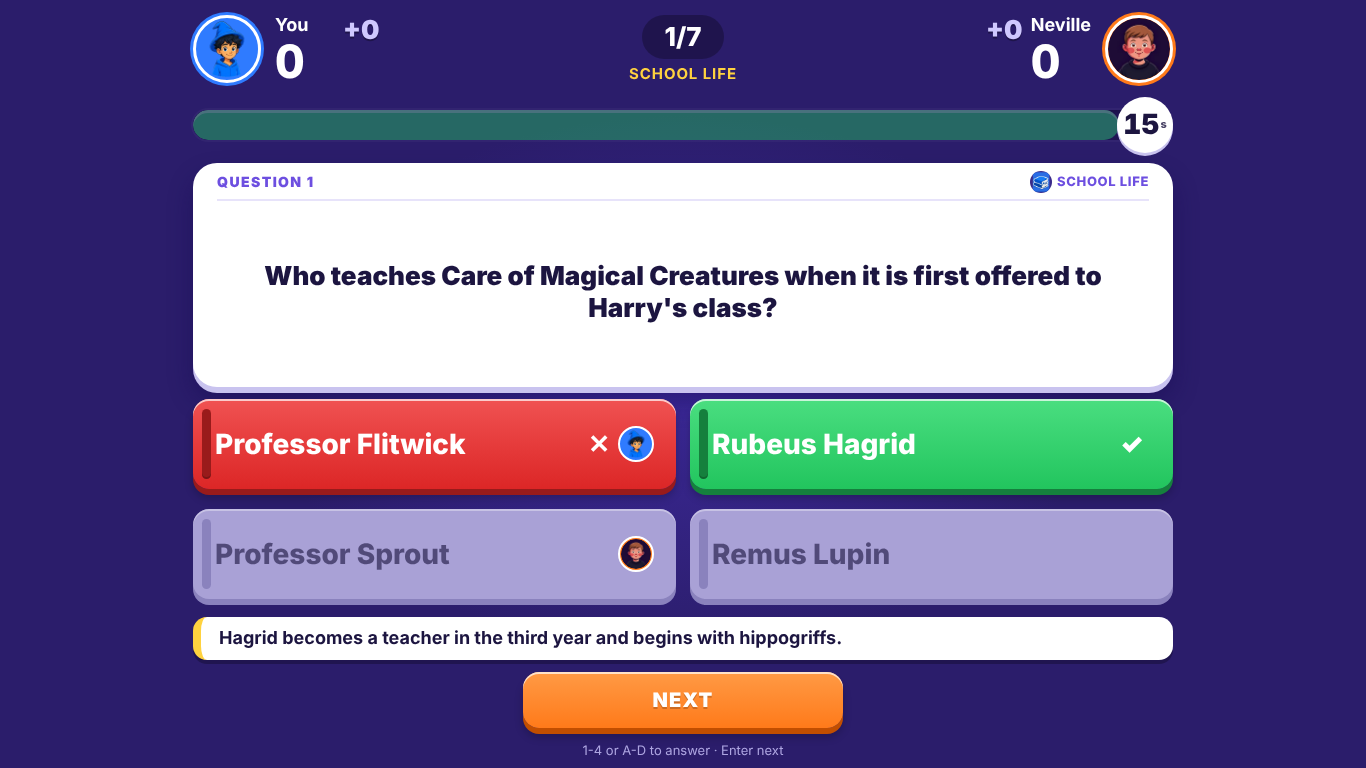 You
0
+0
1/7
SCHOOL LIFE
+0
Neville
0
15s
QUESTION 1
SCHOOL LIFE
Who teaches Care of Magical Creatures when it is first offered to
Harry's class?
Professor Flitwick
Rubeus Hagrid
Professor Sprout
Remus Lupin
Hagrid becomes a teacher in the third year and begins with hippogriffs.
NEXT
1-4 or A-D to answer · Enter next